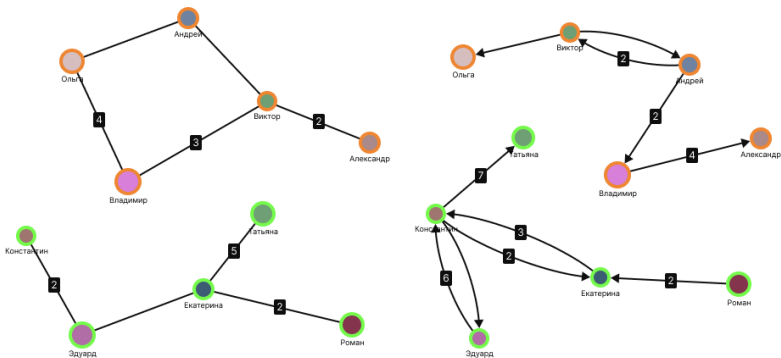 Андрей
Ольга
4
3
Виктор
2
Александр
Владимир
Константин
2
Татьяна
5
Екатерина
2
Эдуард
Роман
Виктор
Ольга
2
Андрей
2
Татьяна
4
Александр
7
Владимир
Константин
3
2
6
Екатерина
2
Роман
Эдуард